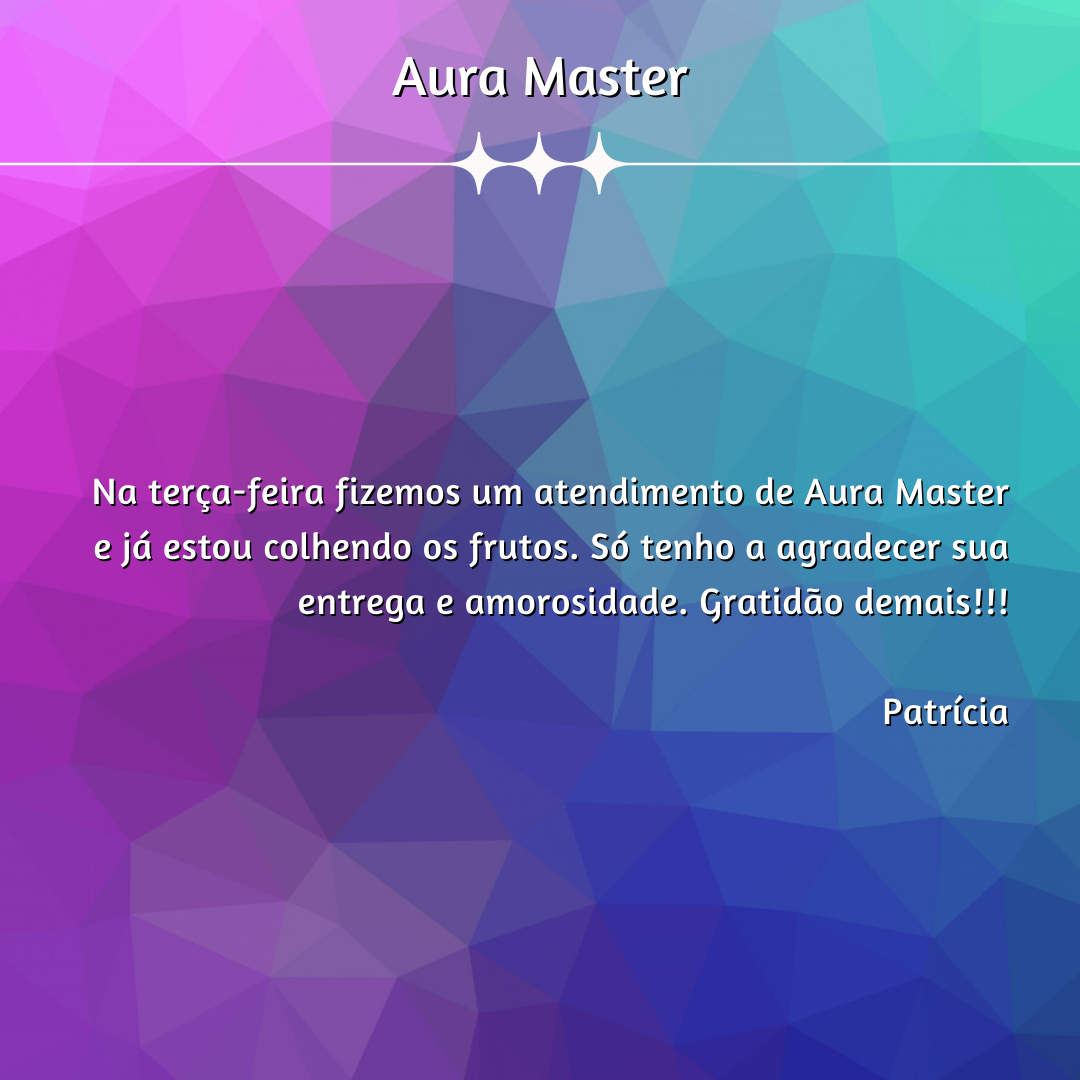 Aura Master
Na terça-feira fizemos um atendimento de Aura Master
e já estou colhendo os frutos. Só tenho a agradecer sua
entrega e amorosidade. Gratidão demais!!!
Patrícia